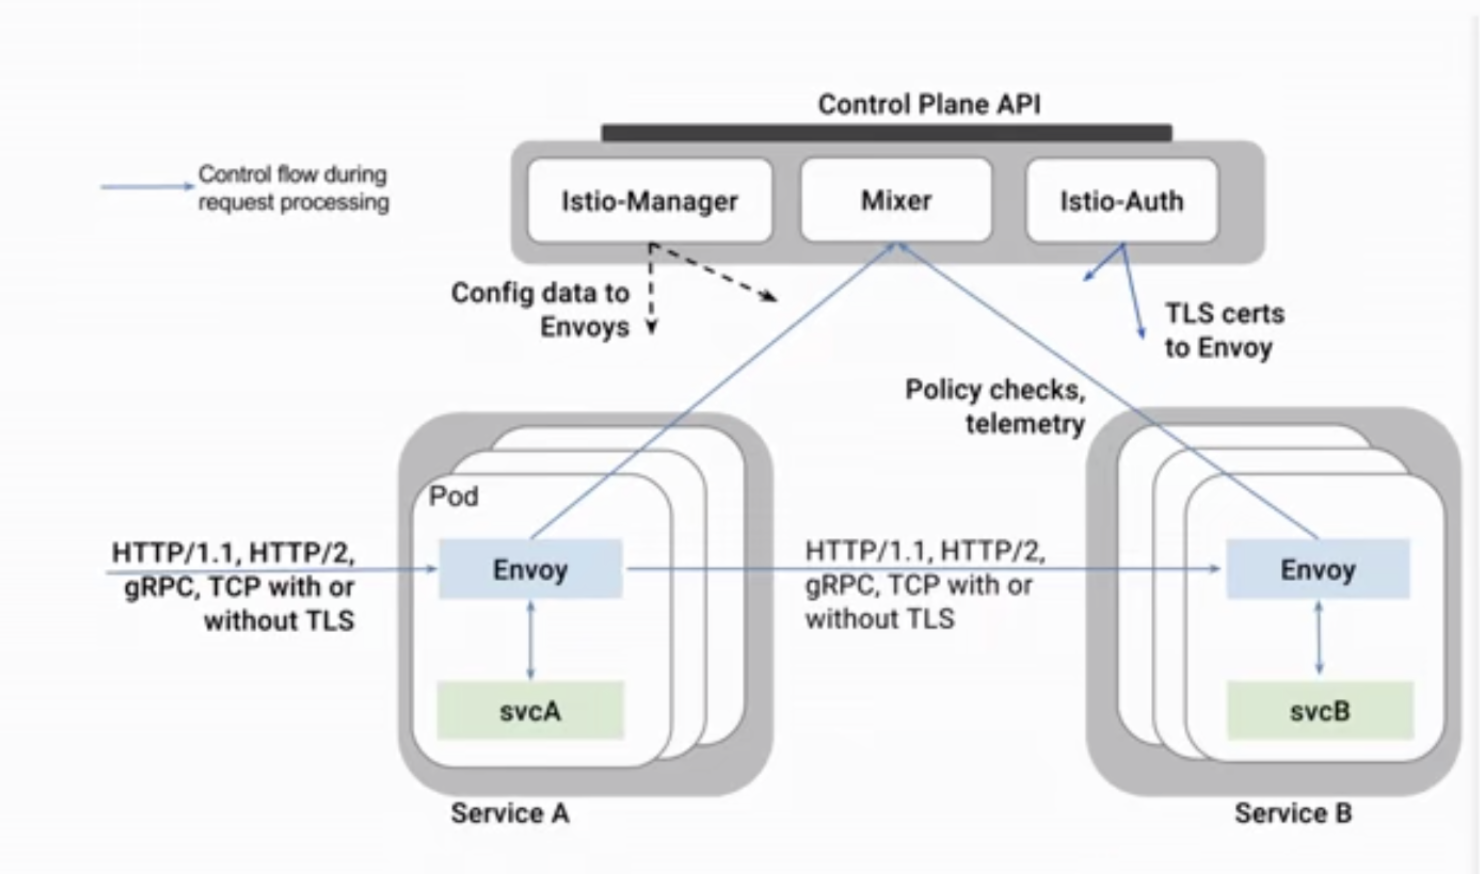 Control Plane API
Control flow during
request processing
Istio-Manager
Mixer
Istio-Auth
Config data to
Envoys
TLS certs
to Envoy
Policy checks,
telemetry
Pod
HTTP/1.1, HTTP/2,
gRPC, TCP with or
without TLS
Envoy
HTTP/1.1, HTTP/2,
gRPC, TCP with or
without TLS
Envoy
svcA
svcB
Service A
Service B